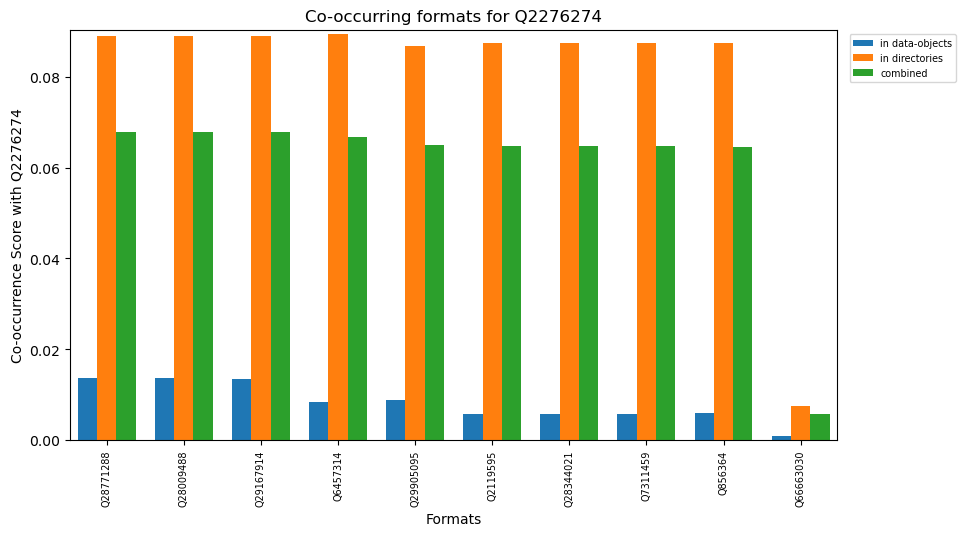 Co-occurring formats for Q2276274
in data-objects
in directories
combined
Co-occurrence Score with Q2276274
0.08
0.06
0.04
0.02
0.00
Q28771288
Q28009488
Q29167914
Q6457314
Q29905095
Q2119595
Q28344021
Q7311459
Q856364
Q66663030
Formats